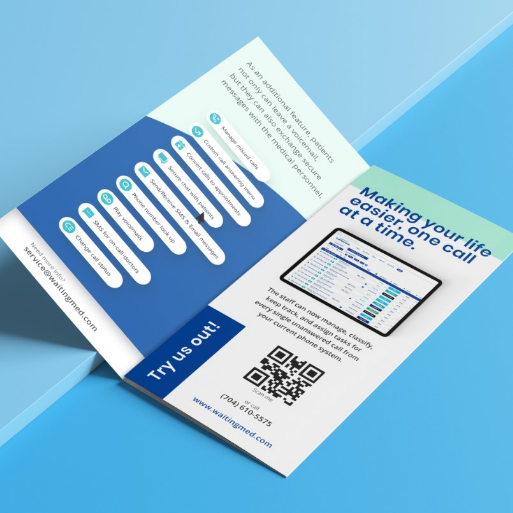 As an additional feature, patients
not only can leave a voicemail,
but they can also exchange secure
messages with the medical personnel.
Manage missed calls
Custom call answering menu
Convert calls to appointments
Secure chat with patients
Send/Receive SMS & Email messages
Phone number look up
Play voicemails
SMS for on-call doctors
Change call status
Need more info?
service@waitingmed.com
Making your life
easier, one call
at a time.
The staff can now manage, classify,
keep track, and assign tasks for
every single unanswered call from
your current phone system.
Try us out!
Scan me
or call
(704) 610-5575
www.waitingmed.com